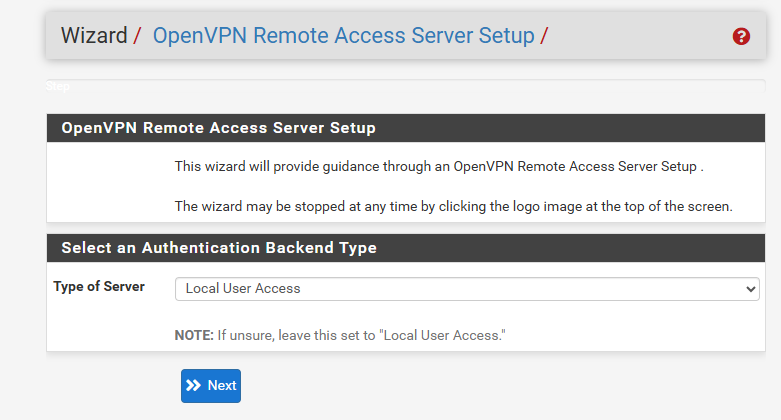 Wizard / OpenVPN Remote Access Server Setup /
Step
OpenVPN Remote Access Server Setup
This wizard will provide guidance through an OpenVPN Remote Access Server Setup .
The wizard may be stopped at any time by clicking the logo image at the top of the screen.
Select an Authentication Backend Type
Type of Server
Local User Access
NOTE: If unsure, leave this set to "Local User Access."
Next